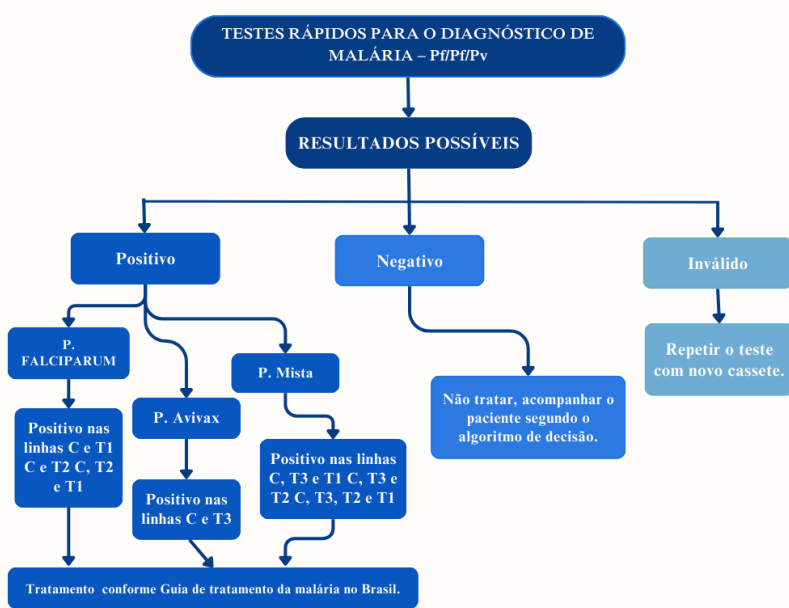 TESTES RÁPIDOS PARA O DIAGNÓSTICO DE
MALÁRIA – Pf/Pf/Pv
RESULTADOS POSSÍVEIS
Positivo
Negativo
Inválido
P.
FALCIPARUM
P. Avivax
P. Mista
Repetir o teste
com novo cassete.
Não tratar, acompanhar o
paciente segundo o
algoritmo de decisão.
Positivo nas
linhas C e T1
C e T2 C, T2
e T1
Positivo nas
linhas C e T3
Positivo nas linhas
C, T3 e T1 C, T3 e
T2 C, T3, T2 e T1
Tratamento conforme Guia de tratamento da malária no Brasil.